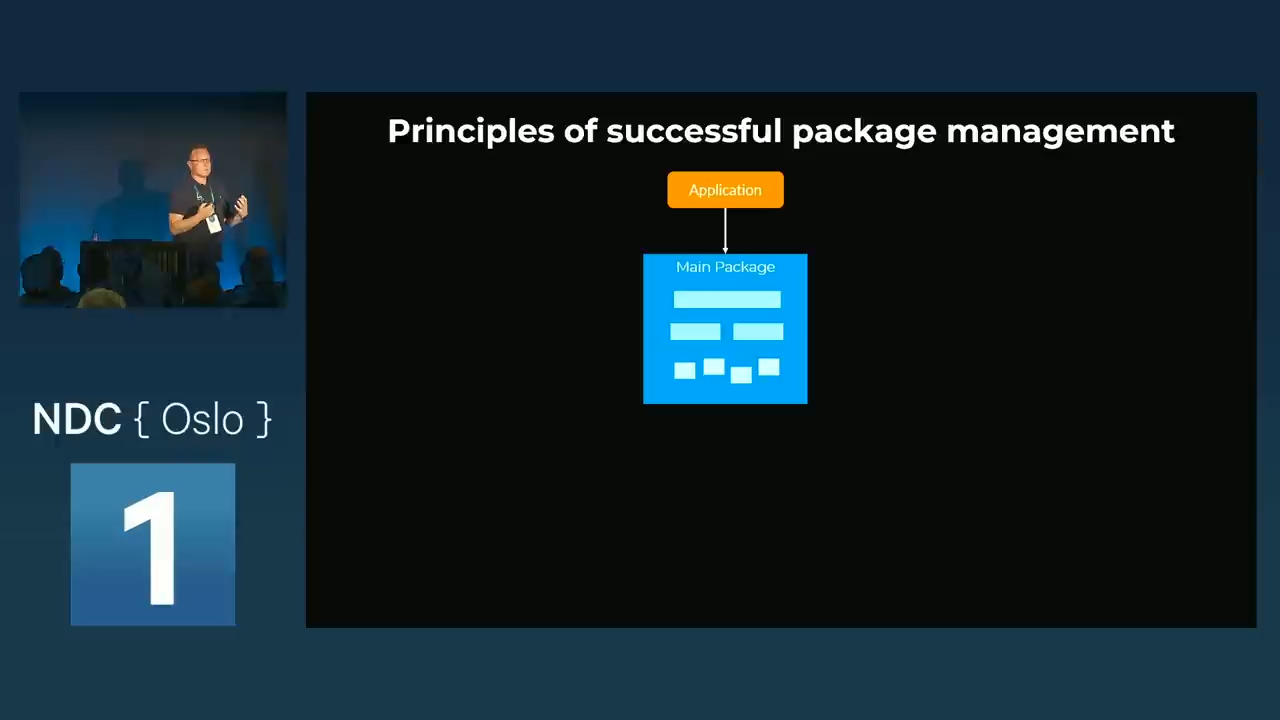 Principles of successful package management
Application
Main Package
NDC { Oslo }
1